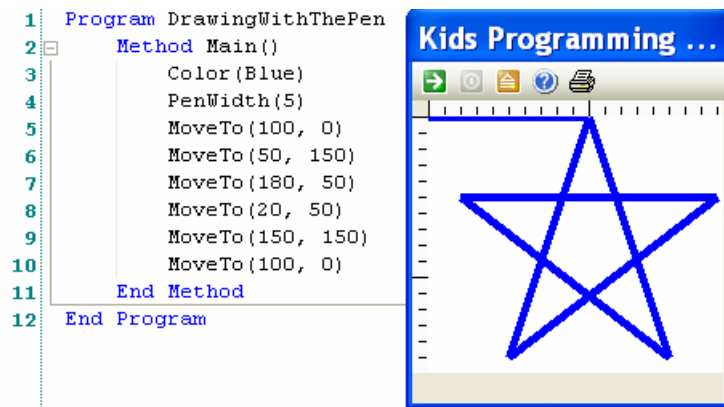 1 Program DrawingWithThePen
2 Method Main()
3 Color(Blue)
4 PenWidth(5)
5 MoveTo(100, 0)
6 MoveTo(50, 150)
7 MoveTo(180, 50)
8 MoveTo(20, 50)
9 MoveTo(150, 150)
10 MoveTo(100, 0)
11 End Method
12 End Program
Kids Programming ...